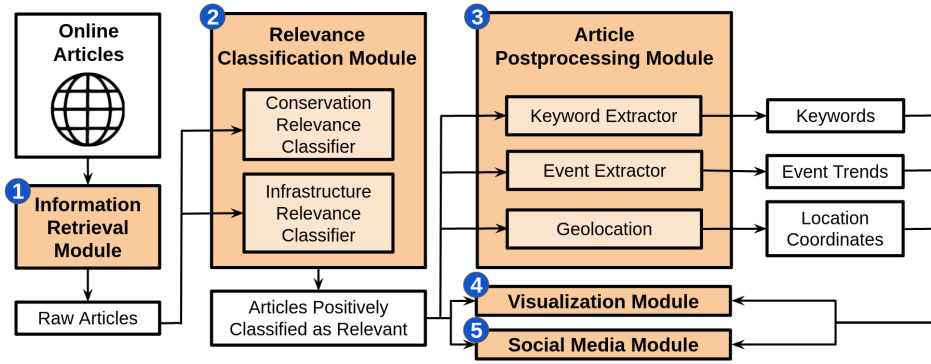 Online
Articles
1
Information
Retrieval
Module
Raw Articles
2
Relevance
Classification Module
Conservation
Relevance
Classifier
Infrastructure
Relevance
Classifier
Articles Positively
Classified as Relevant
3
Article
Postprocessing Module
Keyword Extractor
Event Extractor
Geolocation
Keywords
Event Trends
Location
Coordinates
4
Visualization Module
5
Social Media Module